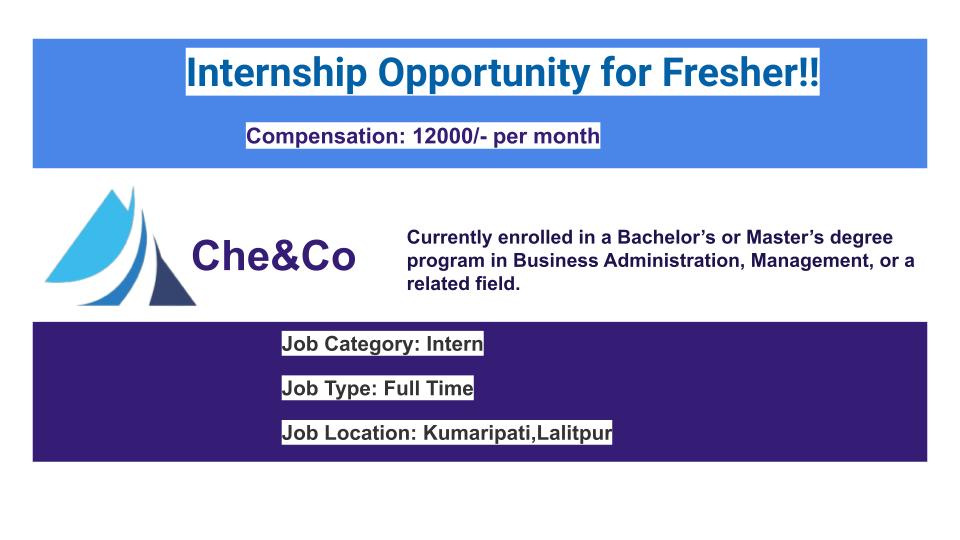 Internship Opportunity for Fresher!!
Compensation: 12000/- per month
Che&Co
Currently enrolled in a Bachelor’s or Master’s degree
program in Business Administration, Management, or a
related field.
Job Category: Intern
Job Type: Full Time
Job Location: Kumaripati,Lalitpur